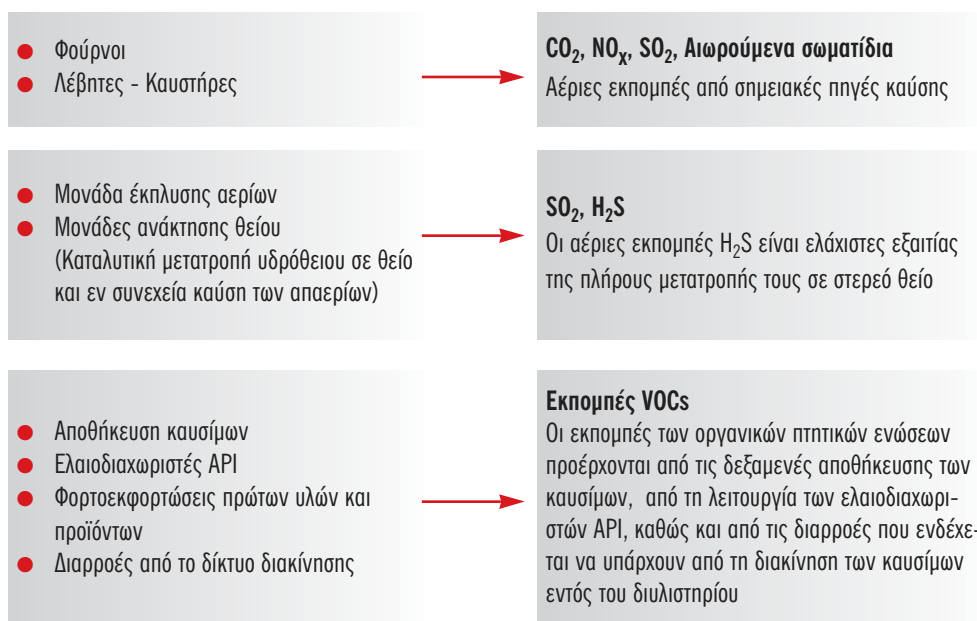 ● Φούρνοι
● Λέβητες - Καυστήρες
CO₂, NOₓ, SO₂, Αιωρούμενα σωματίδια
Αέριες εκπομπές από σημειακές πηγές καύσης
● Μονάδα έκπλυσης αερίων
● Μονάδες ανάκτησης θείου
(Καταλυτική μετατροπή υδρόθειου σε θείο
και εν συνεχεία καύση των απαερίων)
SO₂, H₂S
Οι αέριες εκπομπές H₂S είναι ελάχιστες εξαιτίας
της πλήρους μετατροπής τους σε στερεό θείο
● Αποθήκευση καυσίμων
● Ελαιοδιαχωριστές API
● Φορτοεκφορτώσεις πρώτων υλών και
προϊόντων
● Διαρροές από το δίκτυο διακίνησης
Εκπομπές VOCs
Οι εκπομπές των οργανικών πτητικών ενώσεων
προέρχονται από τις δεξαμενές αποθήκευσης των
καυσίμων, από τη λειτουργία των ελαιοδιαχωρι-
στών API, καθώς και από τις διαρροές που ενδέχε-
ται να υπάρχουν από τη διακίνηση των καυσίμων
εντός του διυλιστηρίου